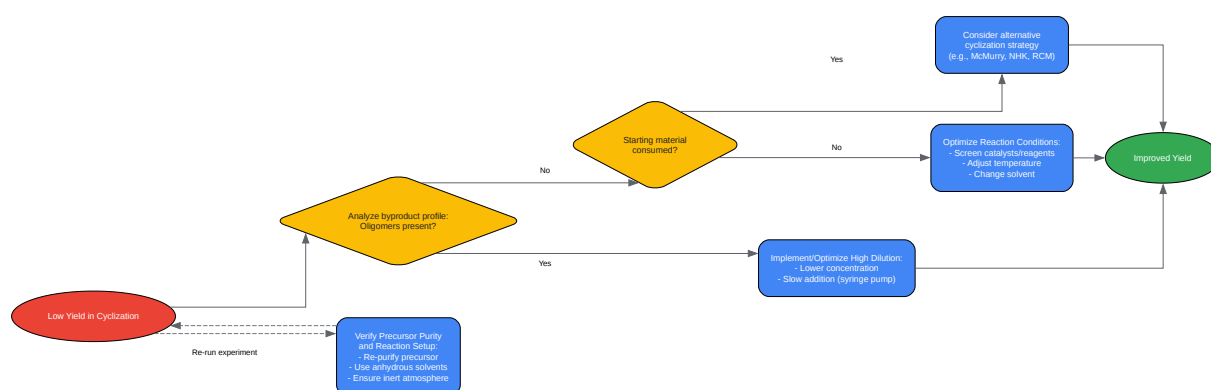 Consider alternative
cyclization strategy
(e.g., McMurry, NHK, RCM)
Yes
Starting material
consumed?
Optimize Reaction Conditions:
- Screen catalysts/reagents
- Adjust temperature
- Change solvent
No
Improved Yield
No
Analyze byproduct profile:
Oligomers present?
Yes
Implement/Optimize High Dilution:
- Lower concentration
- Slow addition (syringe pump)
Low Yield in Cyclization
Verify Precursor Purity
and Reaction Setup:
- Re-purify precursor
- Use anhydrous solvents
- Ensure inert atmosphere
Re-run experiment